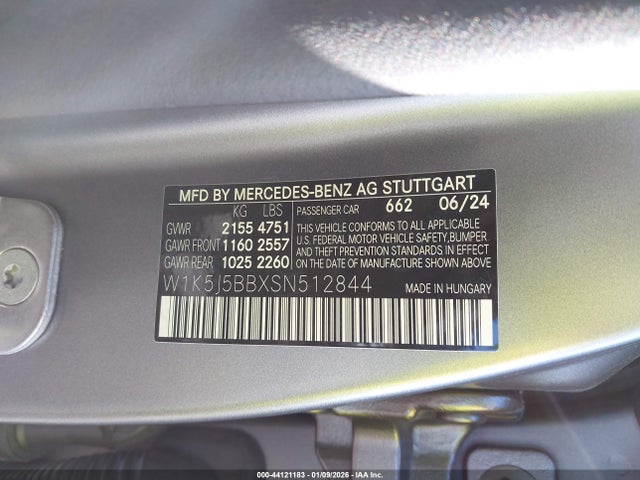 MFD BY MERCEDES-BENZ AG STUTTGART
KG LBS PASSENGER CAR 662 06/24
GVWR 2155 4751
GAWR FRONT 1160 2557
GAWR REAR 1025 2260
THIS VEHICLE CONFORMS TO ALL APPLICABLE
U.S. FEDERAL MOTOR VEHICLE SAFETY, BUMPER
AND THEFT PREVENTION STANDARDS IN EFFECT
ON THE DATE OF MANUFACTURE SHOWN ABOVE.
W1K5J5BBXSN512844 MADE IN HUNGARY
000-44121183 | 01/09/2026 - IAA Inc.